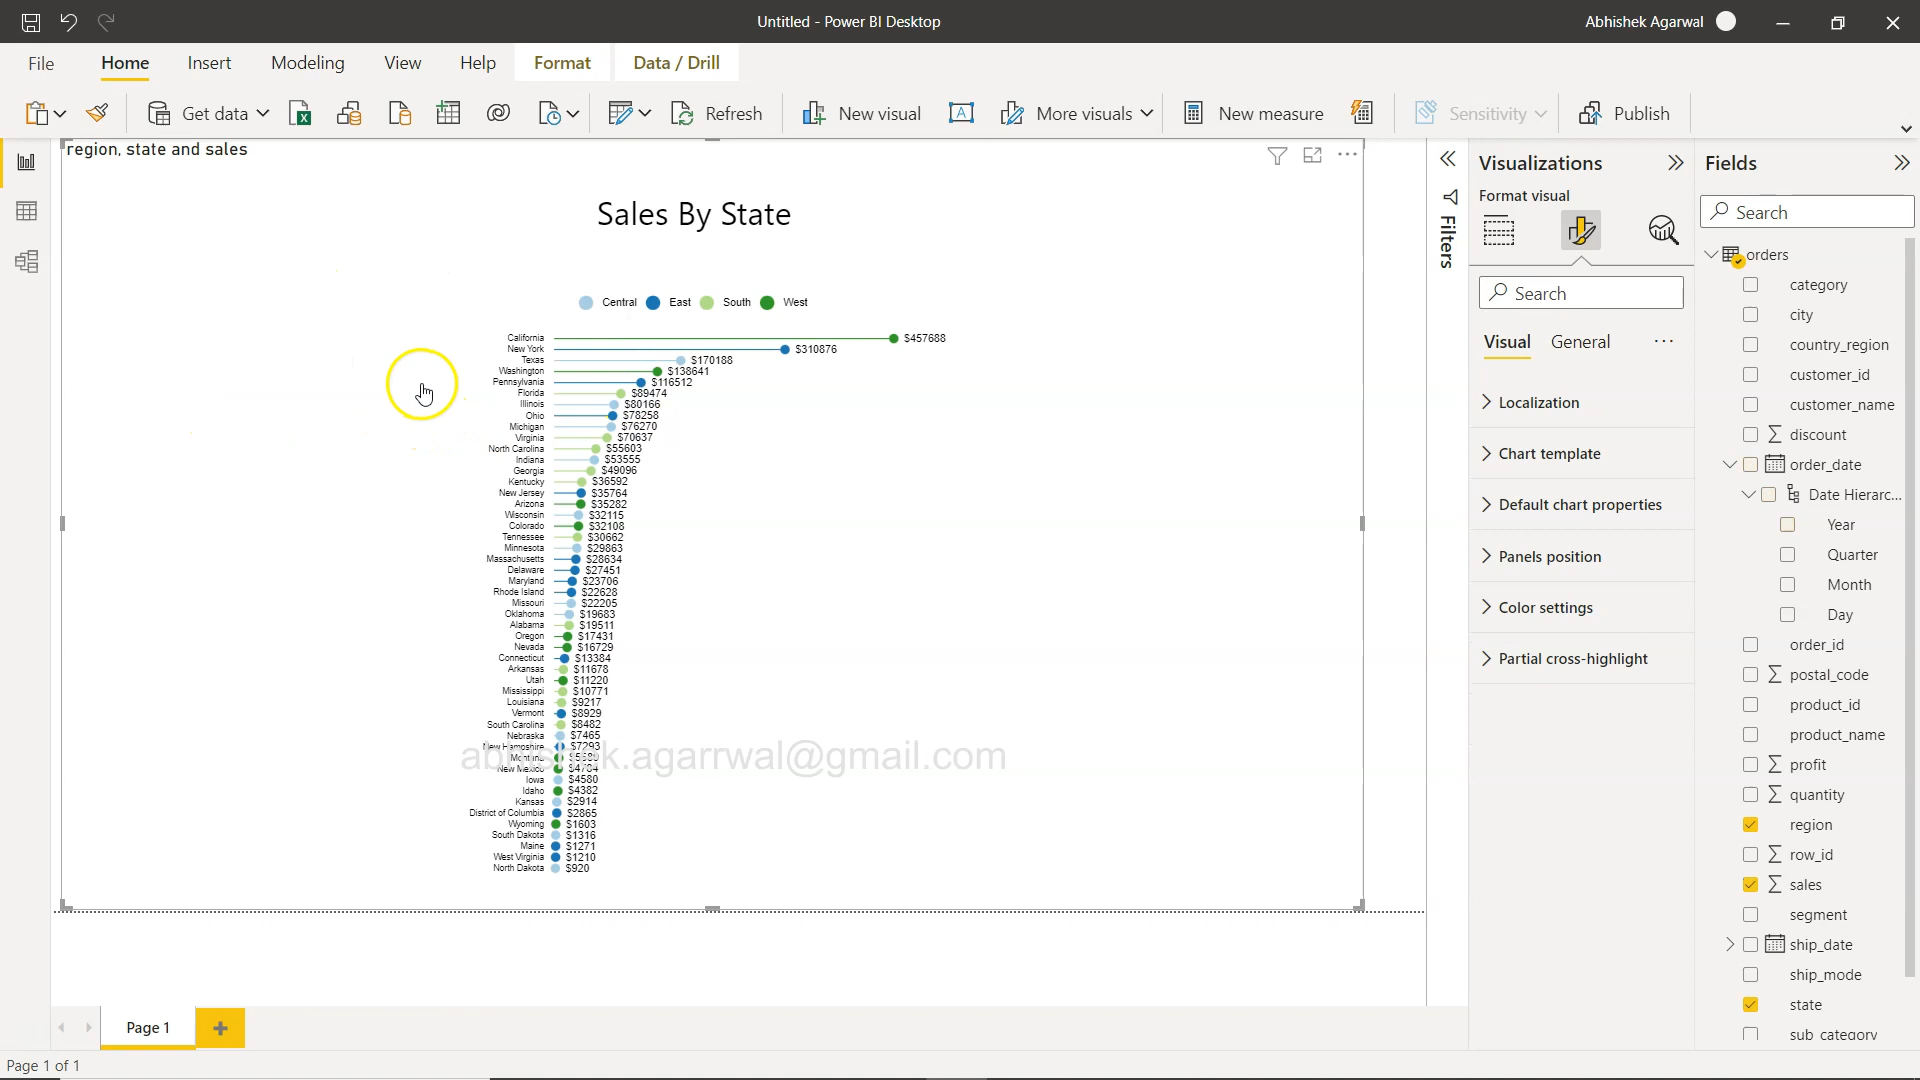 Untitled - Power BI Desktop
Abhishek Agarwal
File
Home
Insert
Modeling
View
Help
Format
Data / Drill
Get data
Refresh
New visual
More visuals
New measure
Sensitivity
Publish
region, state and sales
Sales By State
Central East South West
California $457688
New York $310876
Texas $170188
Washington $138641
Pennsylvania $116512
Florida $89474
Illinois $80166
Ohio $78258
Michigan $76270
Virginia $70637
North Carolina $55603
Indiana $53555
Georgia $49096
Kentucky $36592
New Jersey $35764
Arizona $35282
Wisconsin $32115
Colorado $32108
Tennessee $30662
Minnesota $29863
Massachusetts $28634
Delaware $27451
Maryland $23706
Rhode Island $22628
Missouri $22205
Oklahoma $19683
Alabama $19511
Oregon $17431
Nevada $16729
Connecticut $13384
Arkansas $11678
Utah $11220
Mississippi $10771
Louisiana $9217
Vermont $8929
South Carolina $8482
Nebraska $7465
New Hampshire $7293
Montana
New Mexico $4784
Iowa $4580
Idaho $4382
Kansas $2914
District of Columbia $2865
Wyoming $1603
South Dakota $1316
Maine $1271
West Virginia $1210
North Dakota $920
abhishek.agarrwal@gmail.com
Filters
Visualizations
Format visual
Search
Visual General ...
Localization
Chart template
Default chart properties
Panels position
Color settings
Partial cross-highlight
Fields
Search
orders
category
city
country_region
customer_id
customer_name
discount
order_date
Date Hierarc...
Year
Quarter
Month
Day
order_id
postal_code
product_id
product_name
profit
quantity
region
row_id
sales
segment
ship_date
ship_mode
state
sub_category
Page 1
Page 1 of 1